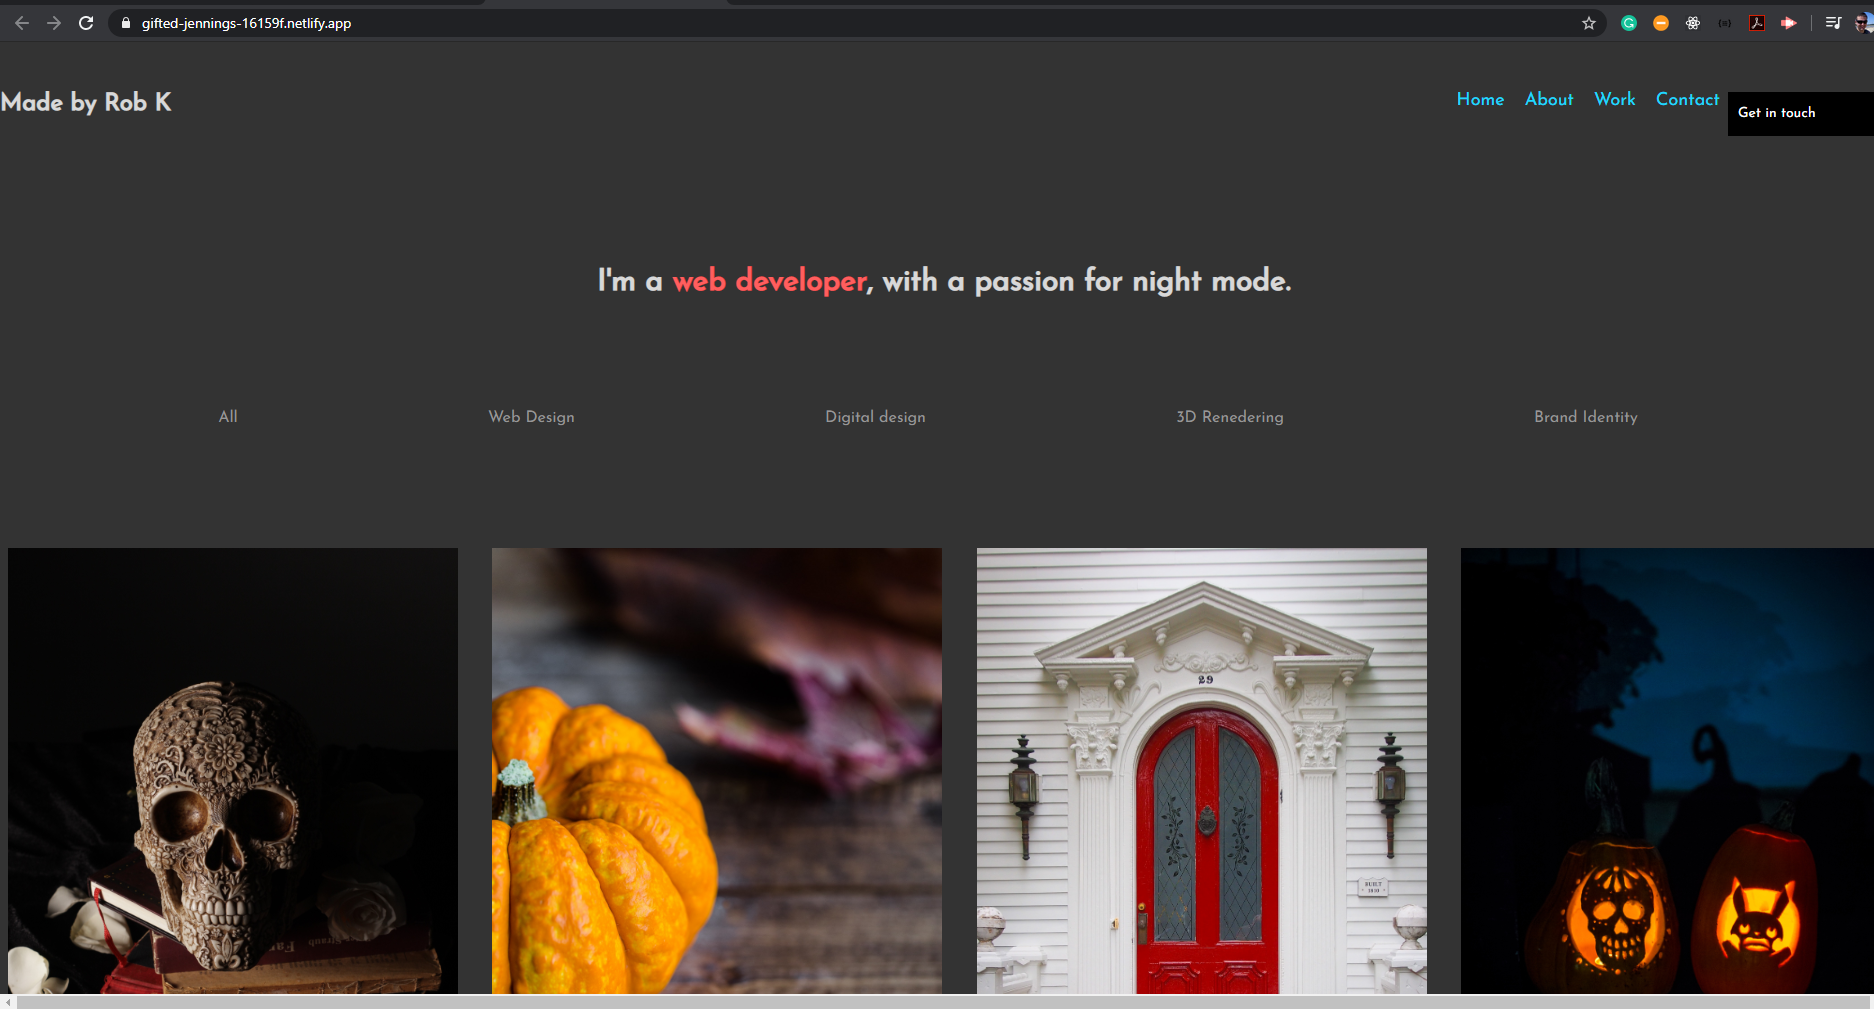 gifted-jennings-16159f.netlify.app
Made by Rob K
Home About Work Contact Get in touch
I'm a web developer, with a passion for night mode.
All Web Design Digital design 3D Renedering Brand Identity
29
BUILT